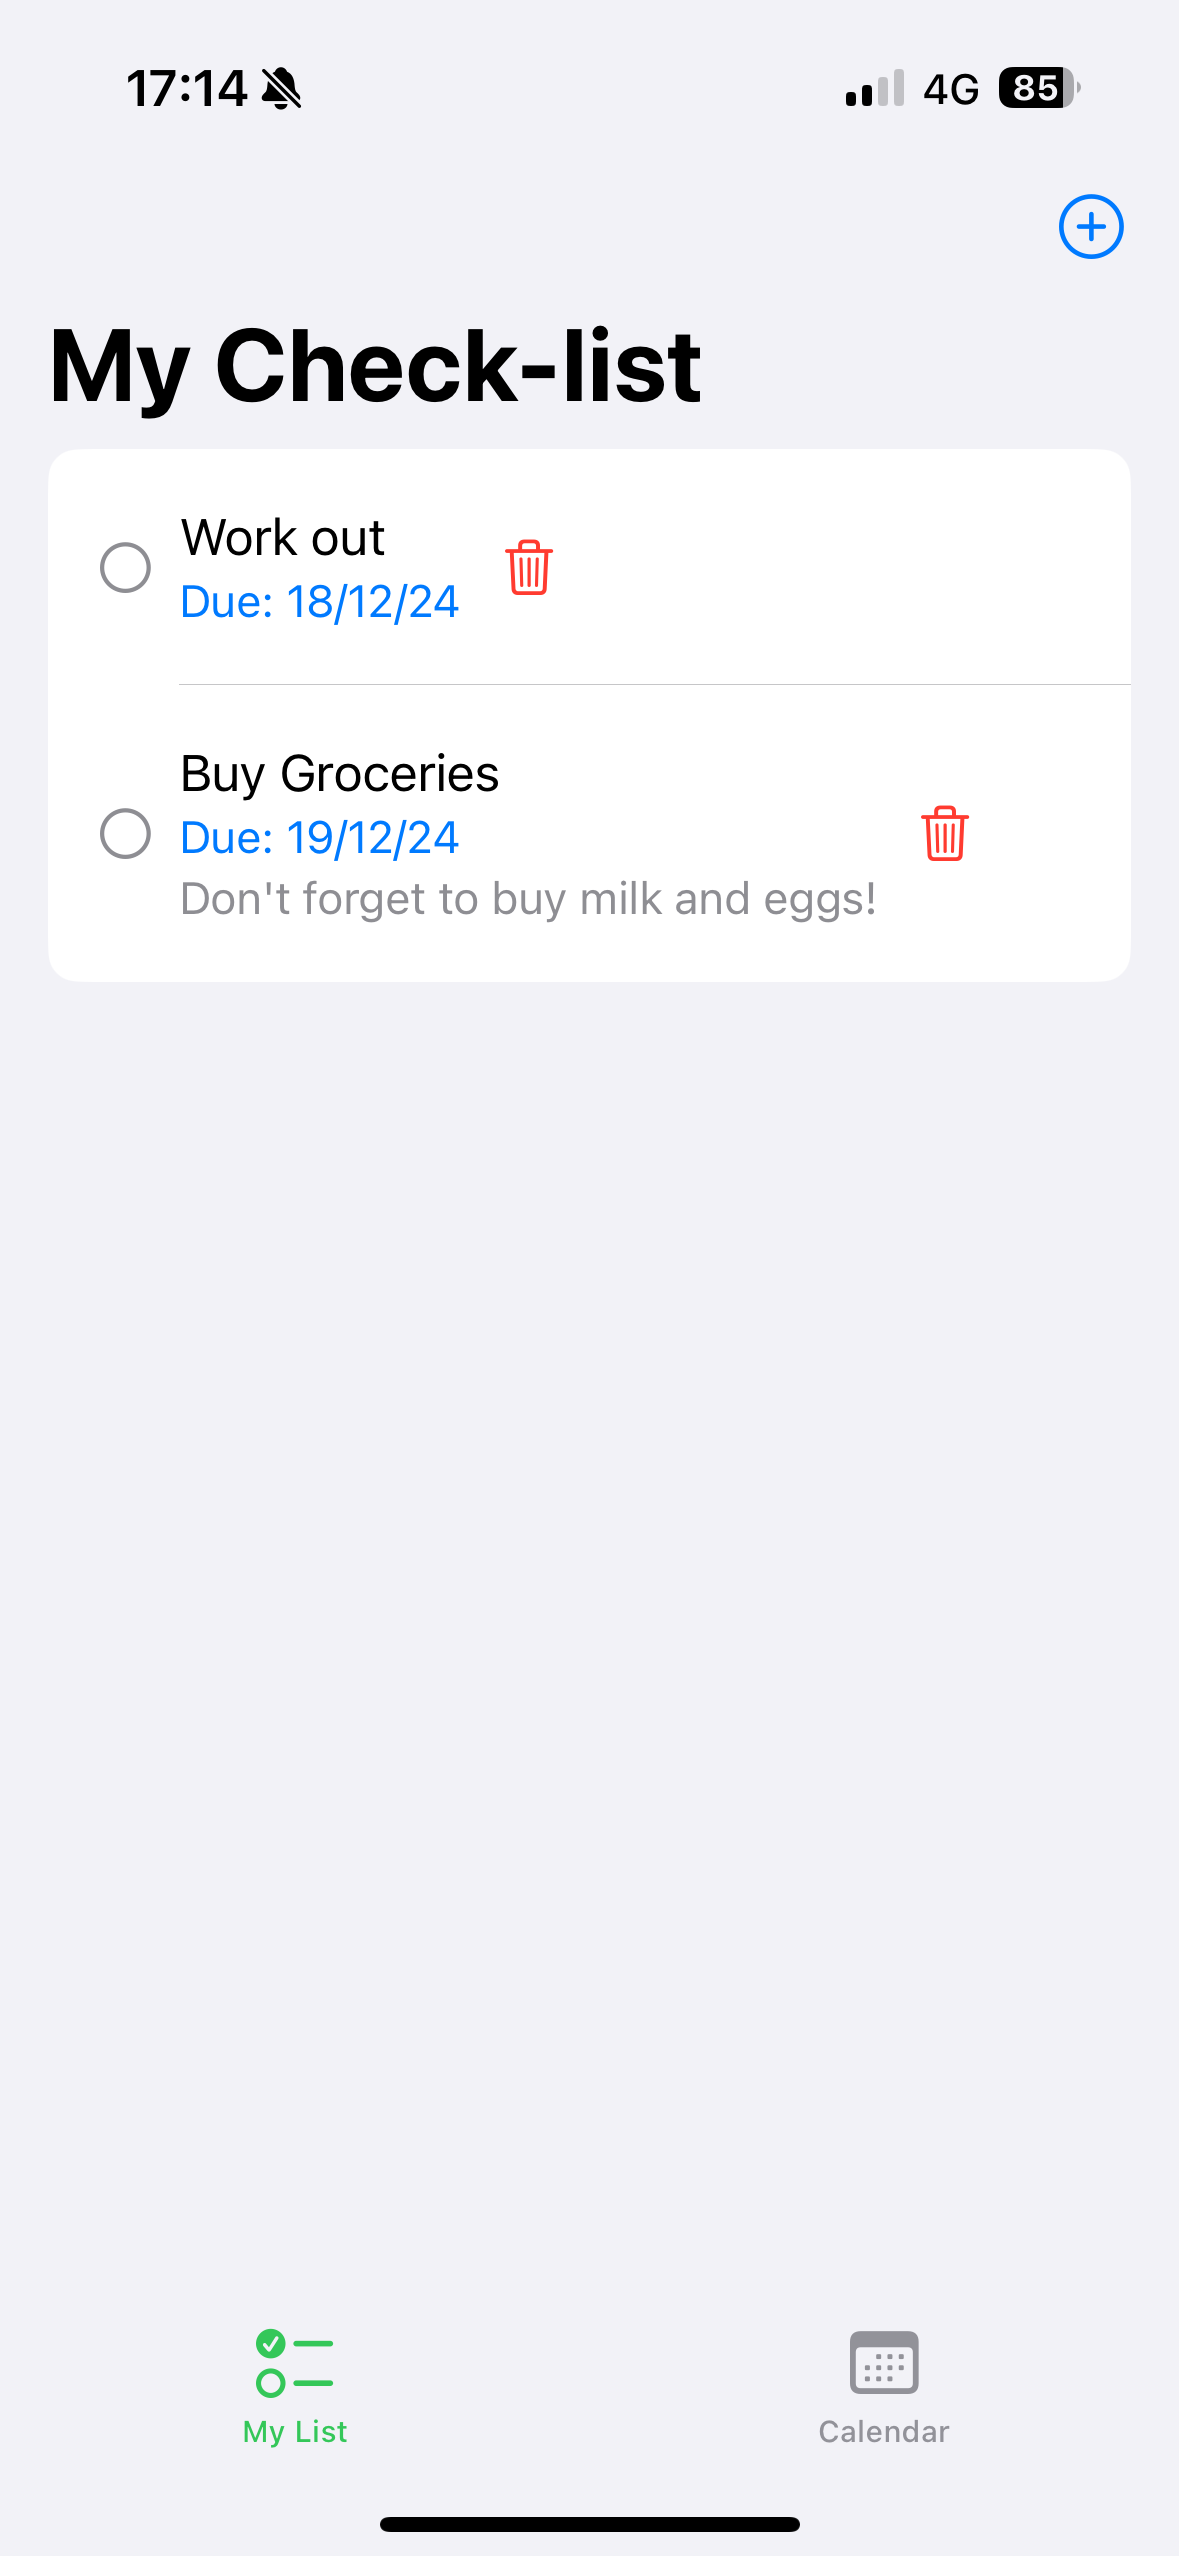 17:14
4G
85
My Check-list
Work out
Due: 18/12/24
Buy Groceries
Due: 19/12/24
Don't forget to buy milk and eggs!
My List
Calendar